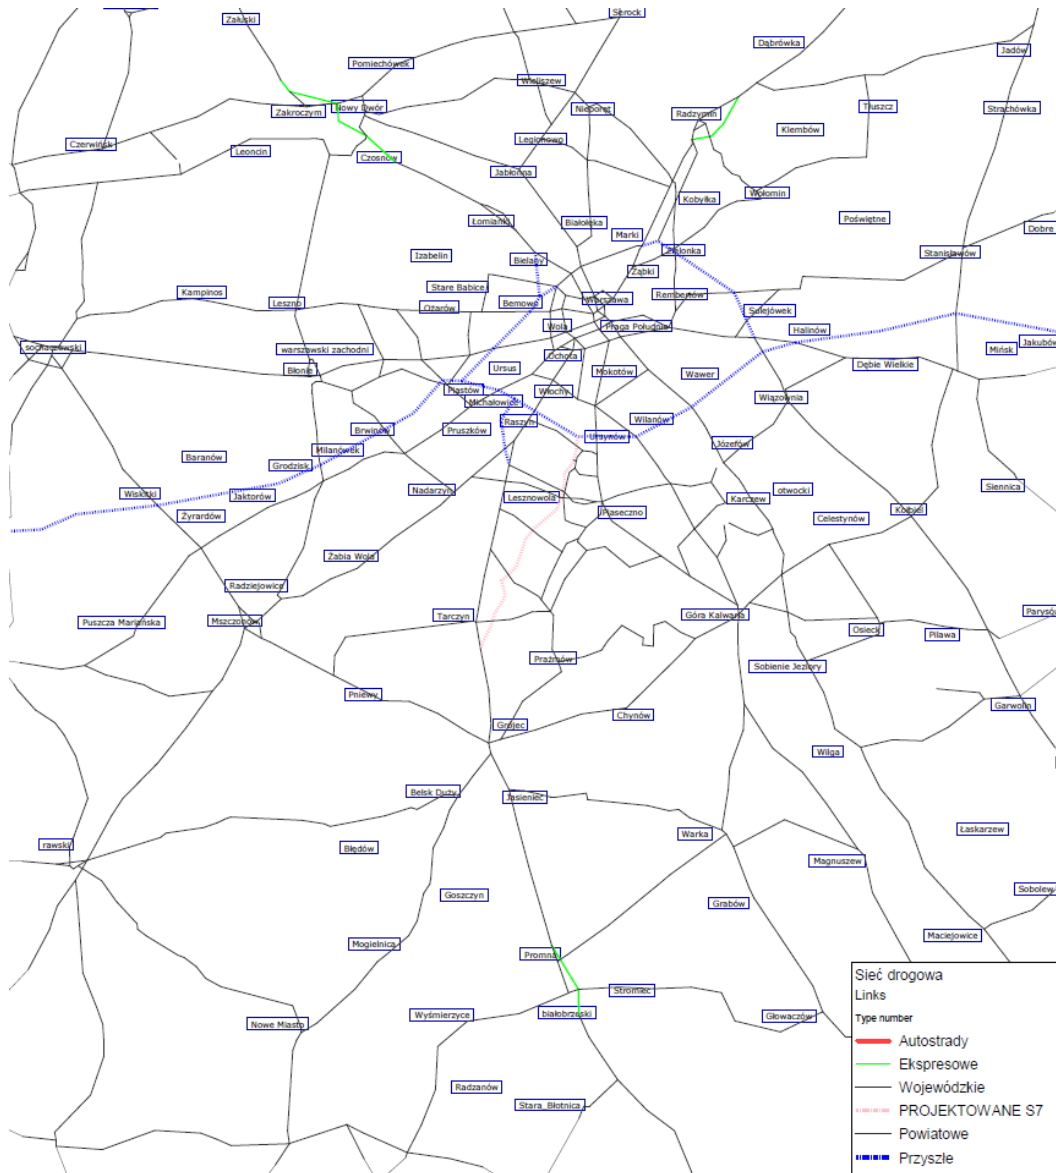 Załuski
Serock
Dąbrówka
Jadów
Pomiechówek
Wieliszew
Zakroczym
Nowy Dwór
Nieporęt
Radzymin
Tłuszcz
Strachówka
Klembów
Czerwińsk
Leoncin
Legionowo
Czosnów
Jabłonna
Wołomin
Kobyłka
Łomianki
Białołęka
Poświętne
Dobre
Marki
Zielonka
Stanisławów
Izabelin
Bielany
Ząbki
Stare Babice
Kampinos
Leszno
Bemowo
Warszawa
Rembertów
Ożarów
Sulejówek
Wola
Praga Południe
Halinów
Jakubów
sochaczewski
warszawski zachodni
Mińsk
Ochota
Błonie
Ursus
Mokotów
Wawer
Dębie Wielkie
Piastów
Włochy
Michałowice
Wiązowna
Raszyn
Wilanów
Brwinów
Pruszków
Ursynów
Józefów
Milanówek
Baranów
Grodzisk
Siennica
Wiskitki
Jaktorów
Nadarzyn
Lesznowola
Karczew
otwocki
Kołbiel
Żyrardów
Piaseczno
Celestynów
Żabia Wola
Radziejowice
Puszcza Mariańska
Mszczonów
Tarczyn
Góra Kalwaria
Parysów
Osieck
Pilawa
Prażmów
Sobienie Jeziory
Pniewy
Garwolin
Chynów
Grójec
Wilga
Belsk Duży
Jasieniec
Łaskarzew
Warka
rawski
Błędów
Magnuszew
Sobolew
Goszczyn
Grabów
Mogielnica
Maciejowice
Promna
Stromiec
Nowe Miasto
Wyśmierzyce
białobrzeski
Głowaczów
Radzanów
Stara_Błotnica
Sieć drogowa
Links
Type number
Autostrady
Ekspresowe
Wojewódzkie
PROJEKTOWANE S7
Powiatowe
Przyszłe